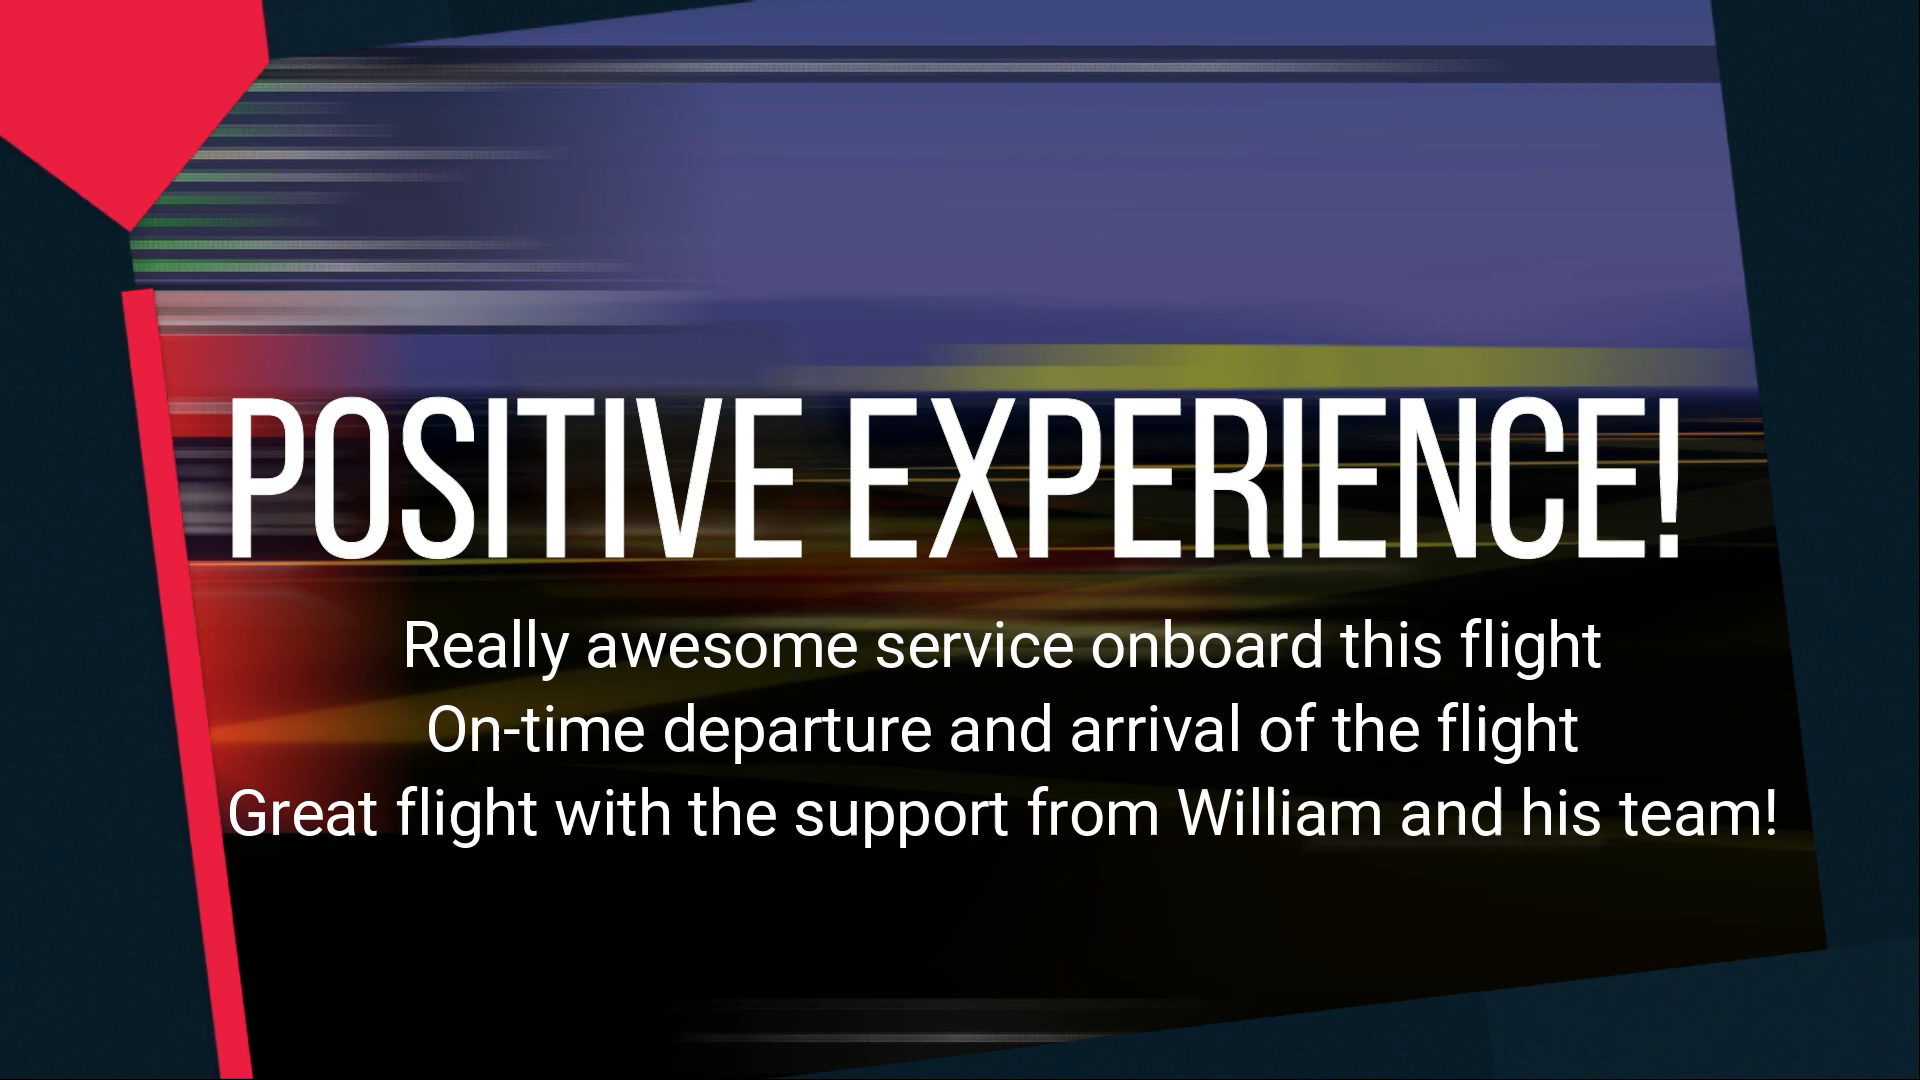 POSITIVE EXPERIENCE!
Really awesome service onboard this flight
On-time departure and arrival of the flight
Great flight with the support from William and his team!